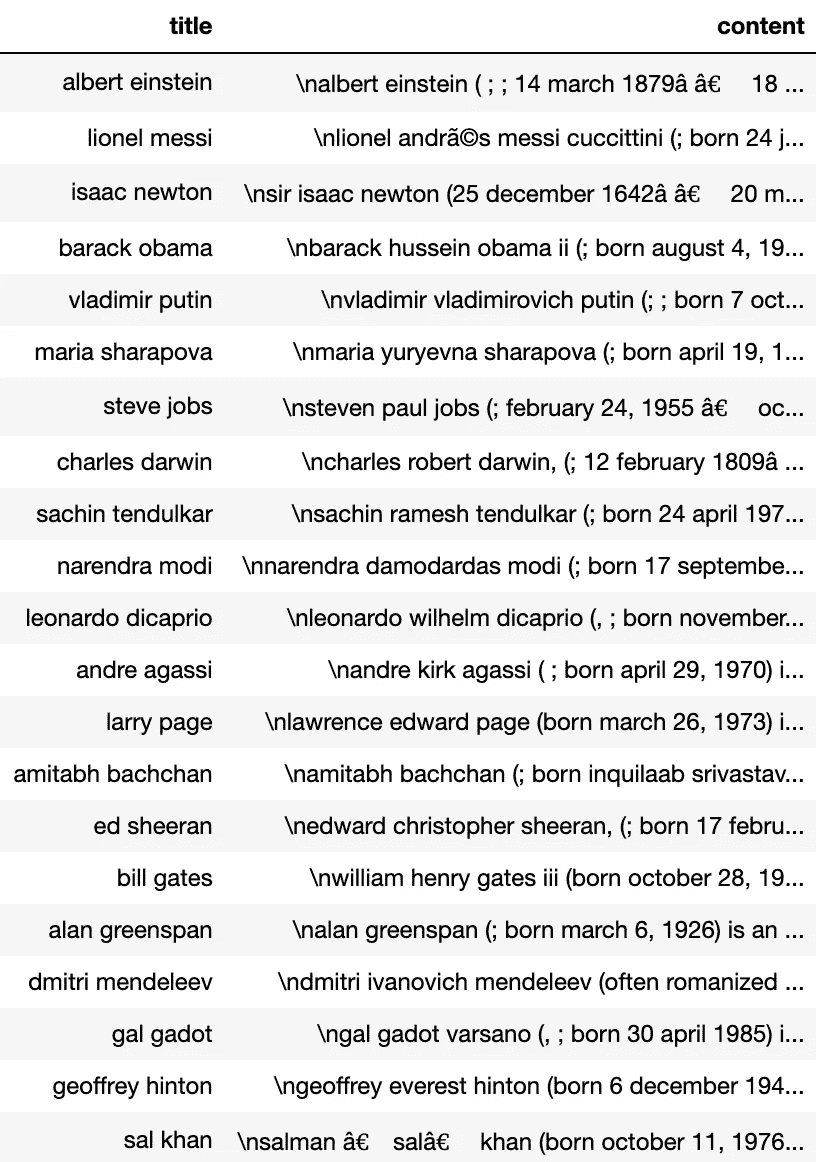 title content
albert einstein \nalbert einstein ( ; ; 14 march 1879â â€ 18 ...
lionel messi \nlionel andrã©s messi cuccittini (; born 24 j...
isaac newton \nsir isaac newton (25 december 1642â â€ 20 m...
barack obama \nbarack hussein obama ii (; born august 4, 19...
vladimir putin \nvladimir vladimirovich putin (; ; born 7 oct...
maria sharapova \nmaria yuryevna sharapova (; born april 19, 1...
steve jobs \nsteven paul jobs (; february 24, 1955 â€ oc...
charles darwin \ncharles robert darwin, (; 12 february 1809â ...
sachin tendulkar \nsachin ramesh tendulkar (; born 24 april 197...
narendra modi \nnarendra damodardas modi (; born 17 septembe...
leonardo dicaprio \nleonardo wilhelm dicaprio (, ; born november...
andre agassi \nandre kirk agassi ( ; born april 29, 1970) i...
larry page \nlawrence edward page (born march 26, 1973) i...
amitabh bachchan \namitabh bachchan (; born inquilaab srivastav...
ed sheeran \nedward christopher sheeran, (; born 17 febru...
bill gates \nwilliam henry gates iii (born october 28, 19...
alan greenspan \nalan greenspan (; born march 6, 1926) is an ...
dmitri mendeleev \ndmitri ivanovich mendeleev (often romanized ...
gal gadot \ngal gadot varsano (, ; born 30 april 1985) i...
geoffrey hinton \ngeoffrey everest hinton (born 6 december 194...
sal khan \nsalman â€ salâ€ khan (born october 11, 1976...